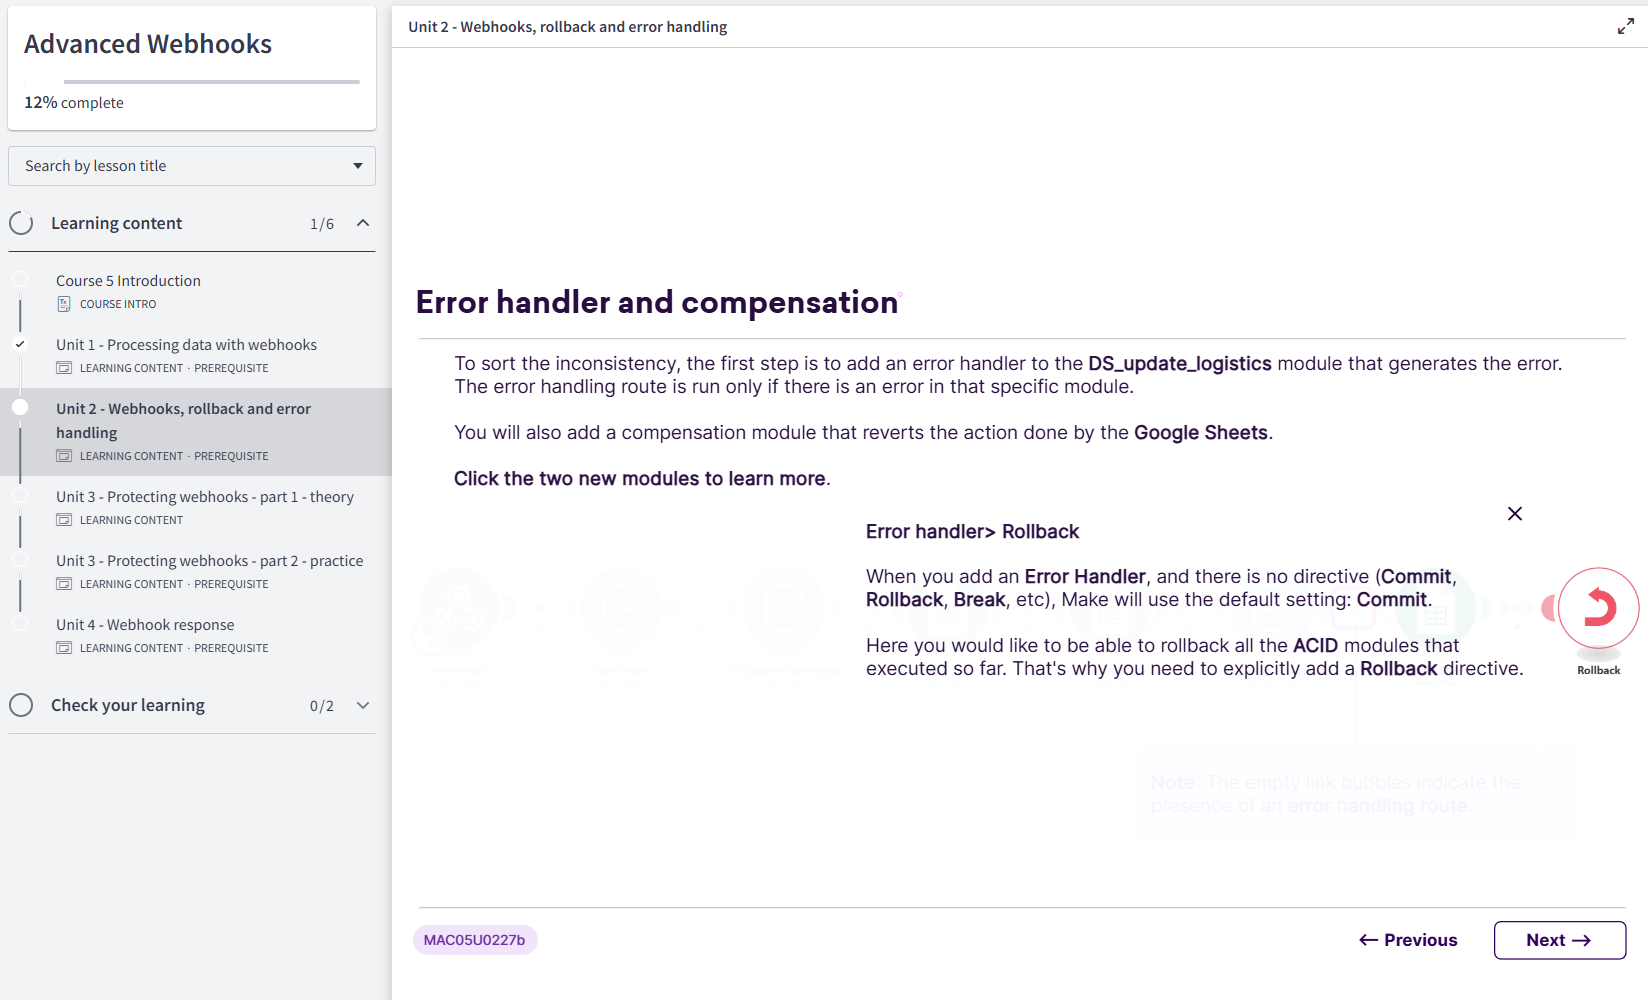 Advanced Webhooks
12% complete
Search by lesson title
Learning content 1/6
Course 5 Introduction
COURSE INTRO
Unit 1 - Processing data with webhooks
LEARNING CONTENT · PREREQUISITE
Unit 2 - Webhooks, rollback and error
handling
LEARNING CONTENT · PREREQUISITE
Unit 3 - Protecting webhooks - part 1 - theory
LEARNING CONTENT
Unit 3 - Protecting webhooks - part 2 - practice
LEARNING CONTENT · PREREQUISITE
Unit 4 - Webhook response
LEARNING CONTENT · PREREQUISITE
Check your learning 0/2
Unit 2 - Webhooks, rollback and error handling
Error handler and compensation
To sort the inconsistency, the first step is to add an error handler to the DS_update_logistics module that generates the error.
The error handling route is run only if there is an error in that specific module.
You will also add a compensation module that reverts the action done by the Google Sheets.
Click the two new modules to learn more.
Error handler> Rollback
When you add an Error Handler, and there is no directive (Commit,
Rollback, Break, etc), Make will use the default setting: Commit.
Here you would like to be able to rollback all the ACID modules that
executed so far. That's why you need to explicitly add a Rollback directive.
Rollback
Note: The empty link bubbles indicate the
presence of an error handling route.
MAC05U0227b
← Previous
Next →